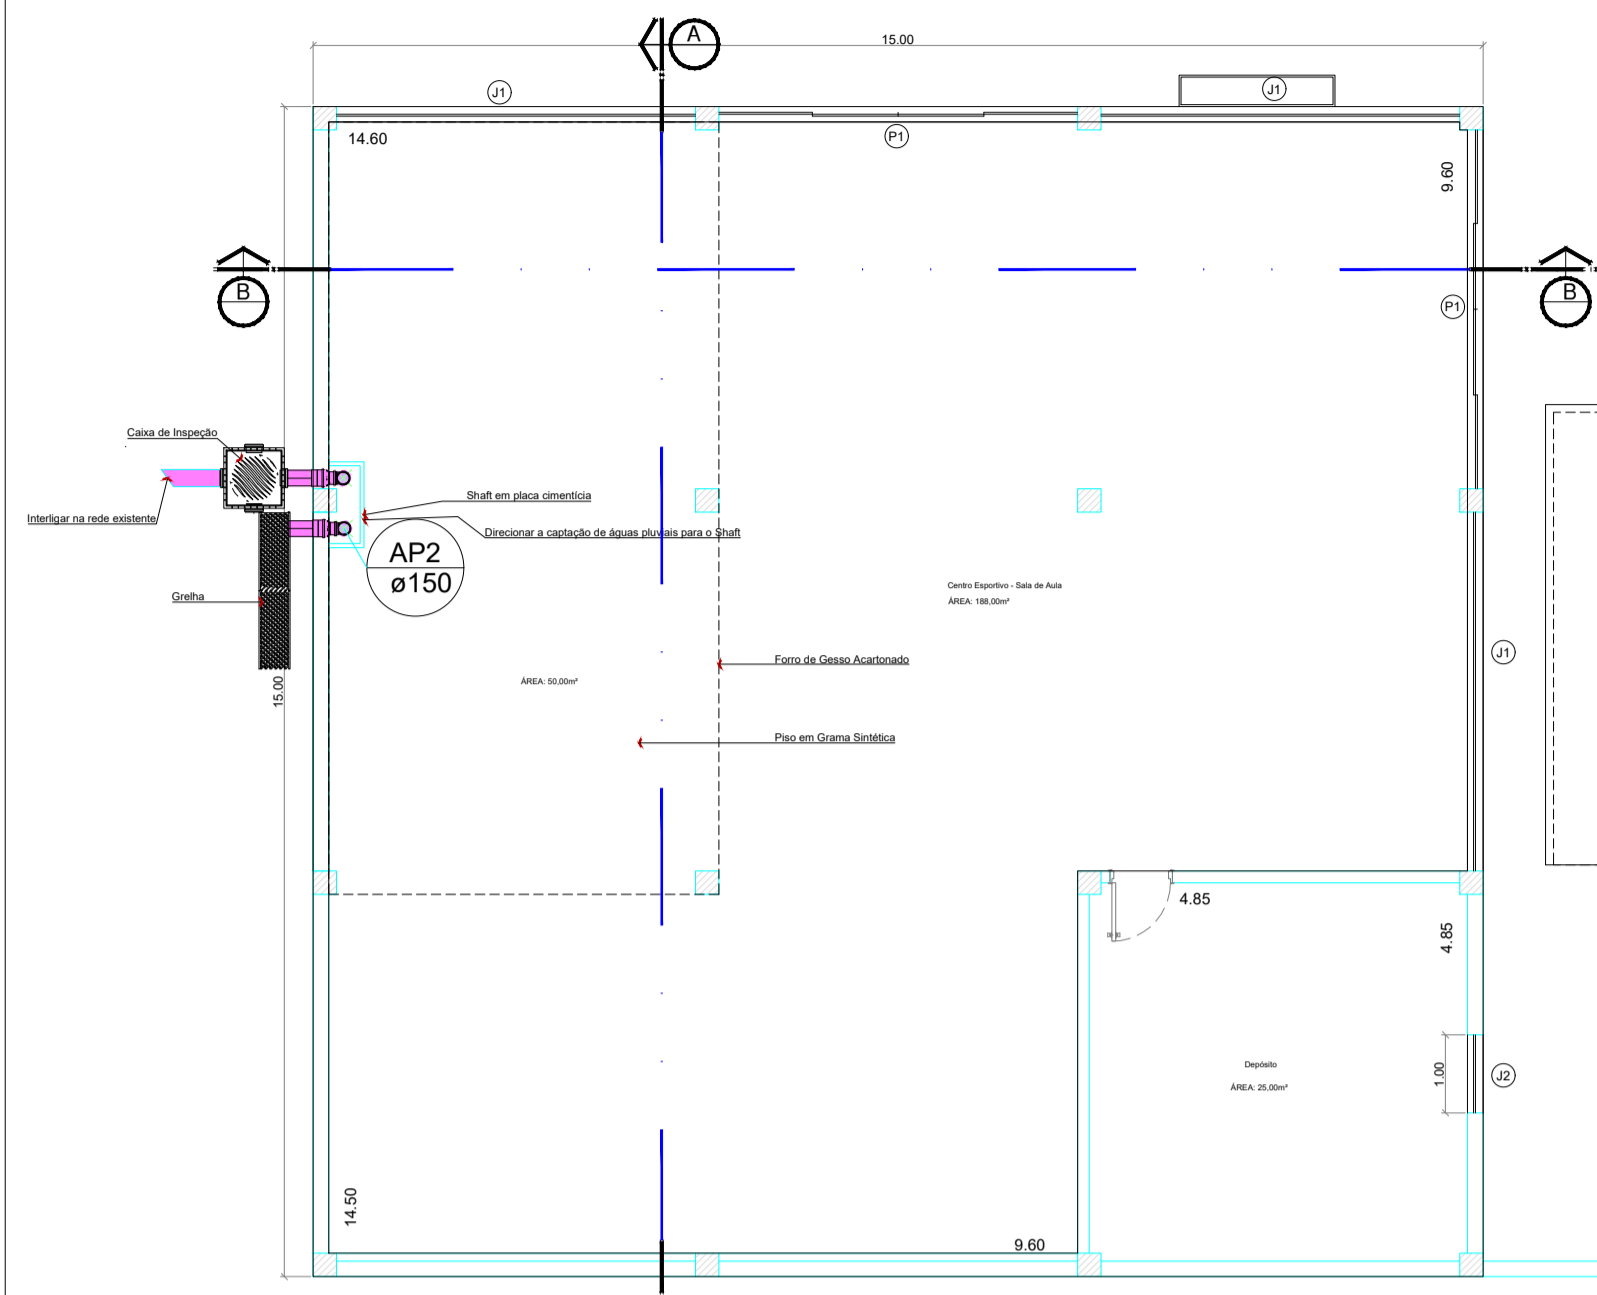 A
15.00
J1
J1
P1
14.60
9.60
B
B
P1
Caixa de Inspeção
Shaft em placa cimentícia
Interligar na rede existente
Direcionar a captação de águas pluviais para o Shaft
AP2
ø150
Centro Esportivo - Sala de Aula
ÁREA: 188,00m²
Grelha
Forro de Gesso Acartonado
J1
ÁREA: 50,00m²
15.00
Piso em Grama Sintética
4.85
4.85
Depósito
ÁREA: 25,00m²
1.00
J2
14.50
9.60